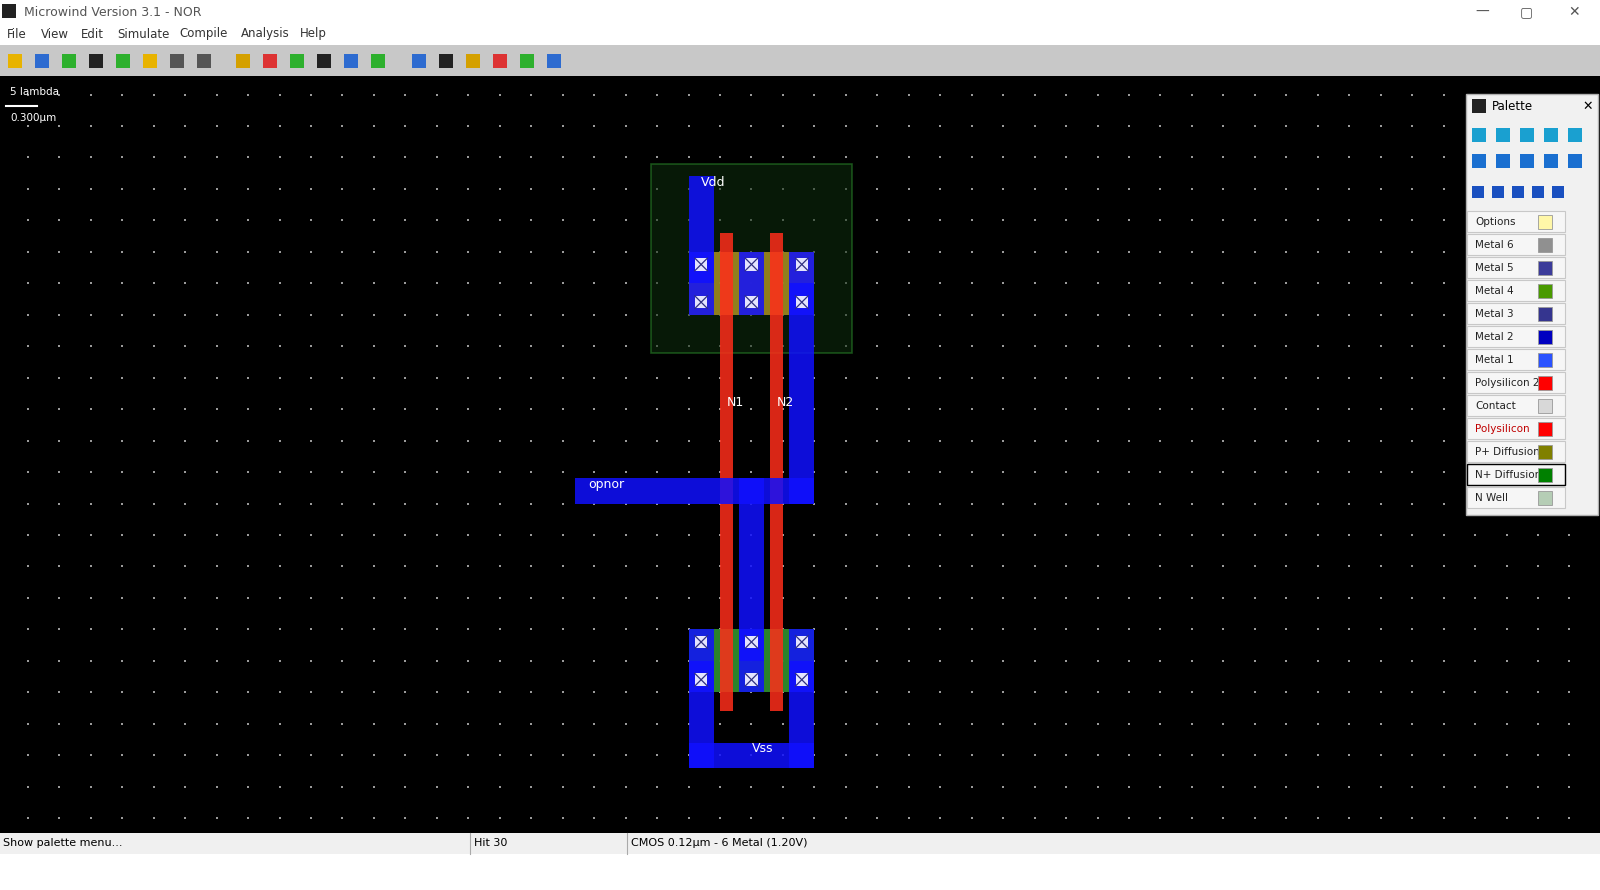 Microwind Version 3.1 - NOR
File View Edit Simulate Compile Analysis Help
5 lambda
0.300µm
Palette
Options
Metal 6
Metal 5
Metal 4
Metal 3
Metal 2
Metal 1
Polysilicon 2
Contact
Polysilicon
P+ Diffusion
N+ Diffusion
N Well
Vdd
N1 N2
opnor
Vss
Show palette menu...
Hit 30
CMOS 0.12µm - 6 Metal (1.20V)